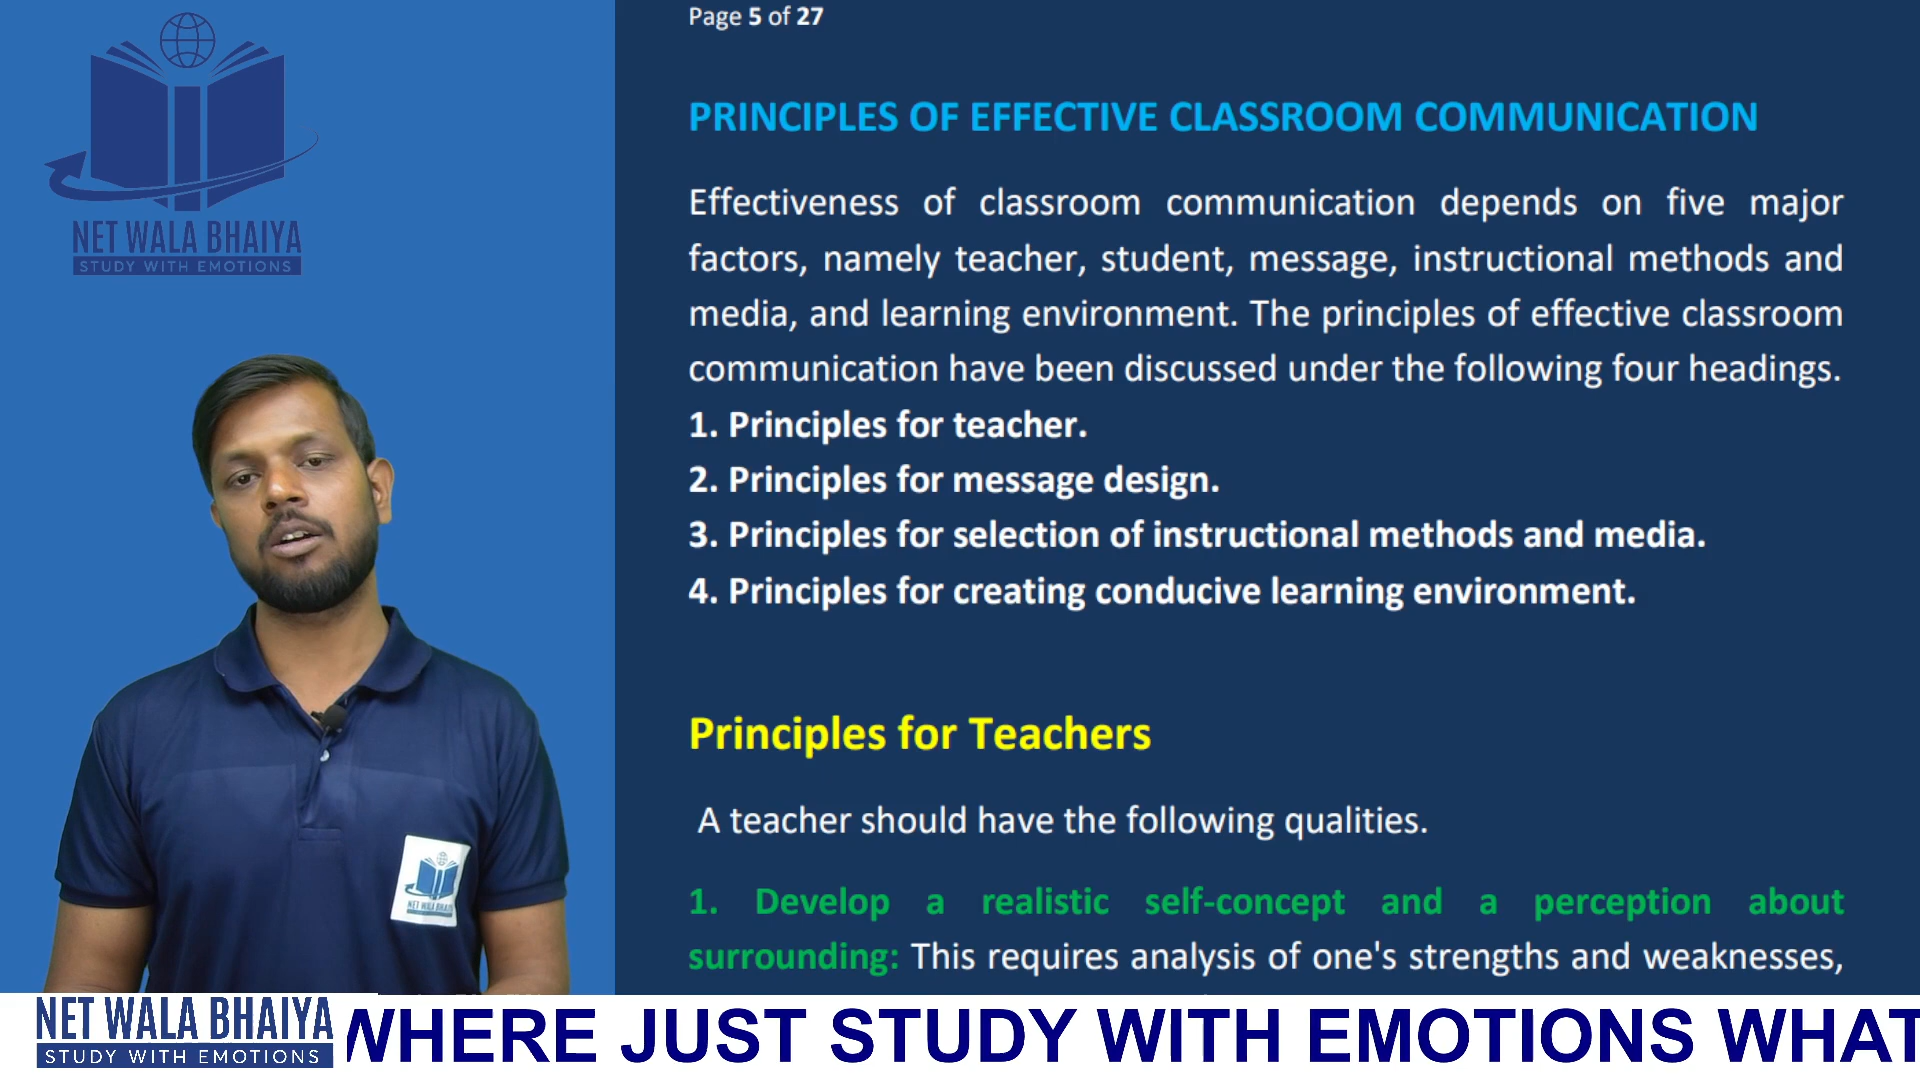 NET WALA BHAIYA
STUDY WITH EMOTIONS
Page 5 of 27
PRINCIPLES OF EFFECTIVE CLASSROOM COMMUNICATION
Effectiveness of classroom communication depends on five major
factors, namely teacher, student, message, instructional methods and
media, and learning environment. The principles of effective classroom
communication have been discussed under the following four headings.
1. Principles for teacher.
2. Principles for message design.
3. Principles for selection of instructional methods and media.
4. Principles for creating conducive learning environment.
Principles for Teachers
A teacher should have the following qualities.
1. Develop a realistic self-concept and a perception about
surrounding: This requires analysis of one's strengths and weaknesses,
NET WALA BHAIYA
NET WALA BHAIYA
STUDY WITH EMOTIONS
WHERE JUST STUDY WITH EMOTIONS WHAT